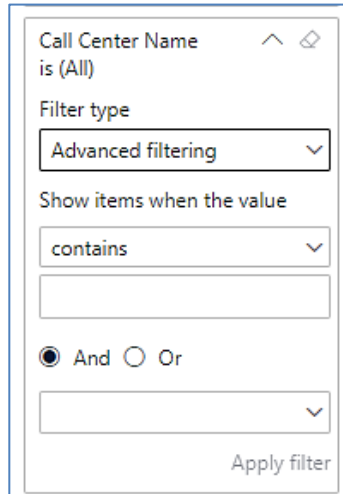 Call Center Name
is (All)
Filter type
Advanced filtering
Show items when the value
contains
And Or
Apply filter